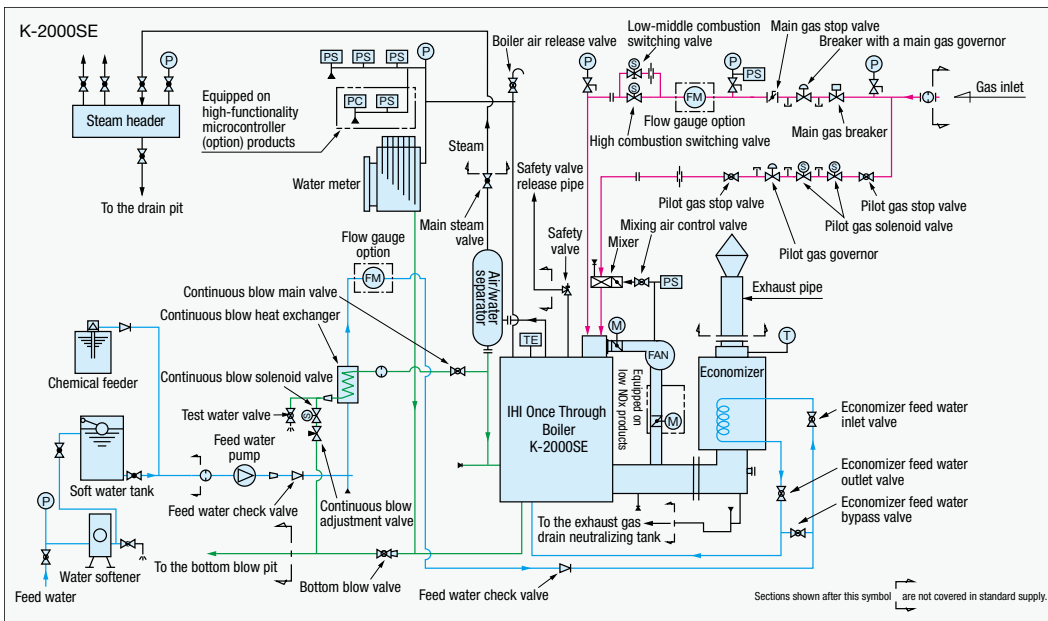 K-2000SE
Steam header
To the drain pit
P
PS
PS
PS
P
PC
PS
Equipped on
high-functionality
microcontroller
(option) products
Water meter
Steam
Main steam
valve
Boiler air release valve
Low-middle combustion
switching valve
Main gas stop valve
Breaker with a main gas governor
P
S
S
FM
Flow gauge option
High combustion switching valve
P
PS
P
Gas inlet
Main gas breaker
Pilot gas stop valve
S
S
Pilot gas stop valve
Pilot gas solenoid valve
Pilot gas governor
Safety valve
release pipe
Safety
valve
Mixing air control valve
Mixer
PS
Exhaust pipe
Flow gauge
option
FM
Air/water
separator
Continuous blow main valve
Continuous blow heat exchanger
Continuous blow solenoid valve
S
Test water valve
Chemical feeder
Soft water tank
Feed water
pump
Feed water check valve
Continuous blow
adjustment valve
TE
M
FAN
Equipped on
low NOx products
M
T
Economizer
IHI Once Through
Boiler
K-2000SE
Economizer feed water
inlet valve
Economizer feed water
outlet valve
Economizer feed water
bypass valve
To the exhaust gas
drain neutralizing tank
P
Water softener
Feed water
To the bottom blow pit
Bottom blow valve
Feed water check valve
Sections shown after this symbol are not covered in standard supply.